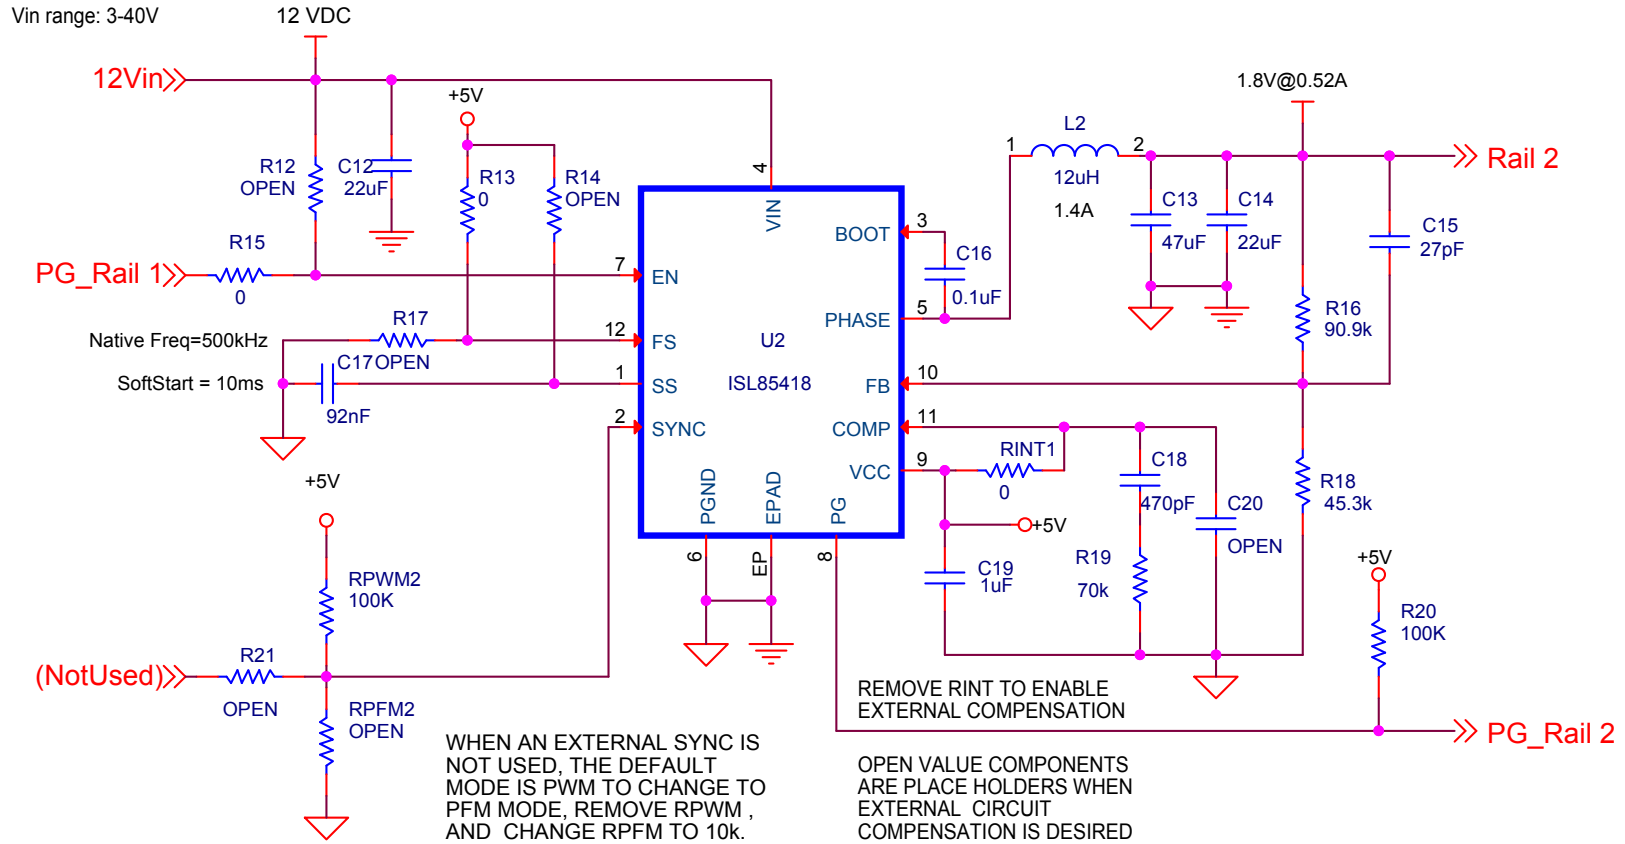 Vin range: 3-40V
12 VDC
12Vin
+5V
1.8V@0.52A
R12
OPEN
C12
22uF
R13
0
R14
OPEN
4
VIN
1
L2
2
12uH
1.4A
Rail 2
C13
47uF
C14
22uF
C15
27pF
BOOT
3
C16
0.1uF
R15
0
PG_Rail 1
7
EN
PHASE
5
R16
90.9k
Native Freq=500kHz
R17
OPEN
12
FS
U2
SoftStart = 10ms
C17
92nF
1
SS
ISL85418
FB
10
2
SYNC
COMP
11
VCC
9
RINT1
0
C18
470pF
C20
OPEN
R18
45.3k
PGND
EPAD
PG
6
EP
8
+5V
C19
1uF
R19
70k
+5V
RPWM2
100K
+5V
R20
100K
(NotUsed)
R21
OPEN
RPFM2
OPEN
REMOVE RINT TO ENABLE
EXTERNAL COMPENSATION
PG_Rail 2
WHEN AN EXTERNAL SYNC IS
NOT USED, THE DEFAULT
MODE IS PWM TO CHANGE TO
PFM MODE, REMOVE RPWM ,
AND CHANGE RPFM TO 10k.
OPEN VALUE COMPONENTS
ARE PLACE HOLDERS WHEN
EXTERNAL CIRCUIT
COMPENSATION IS DESIRED